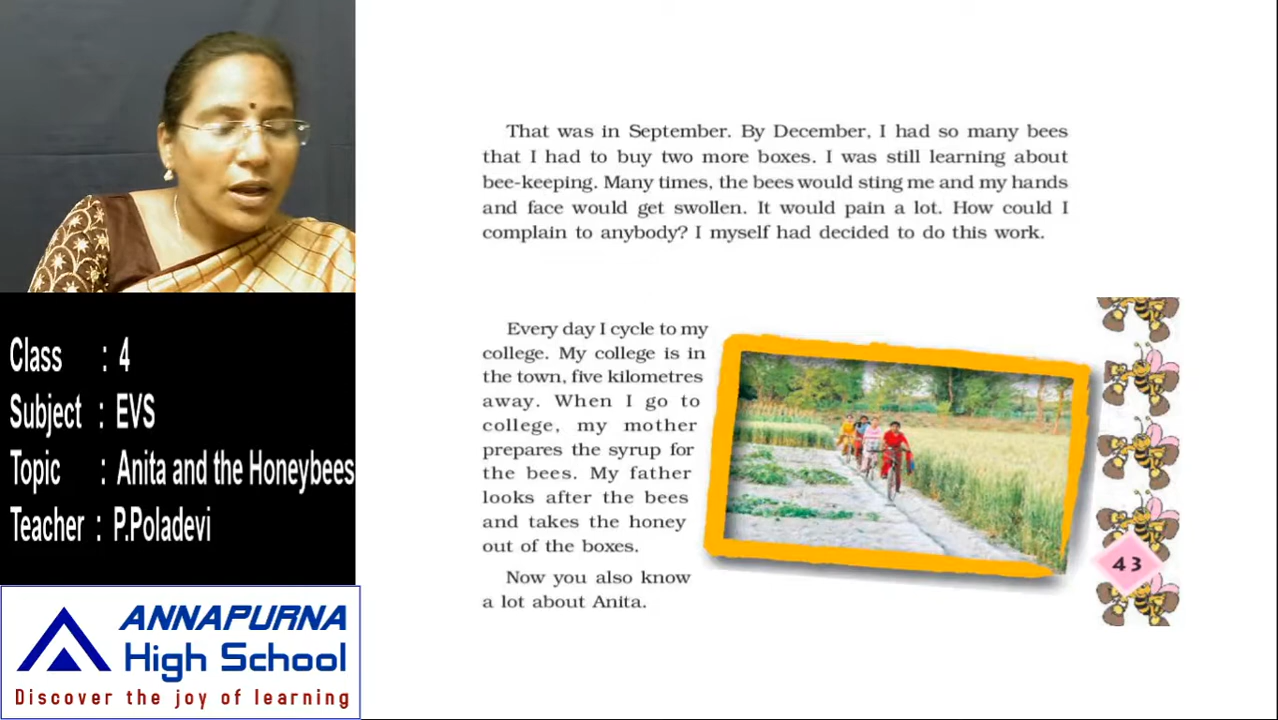 That was in September. By December, I had so many bees
that I had to buy two more boxes. I was still learning about
bee-keeping. Many times, the bees would sting me and my hands
and face would get swollen. It would pain a lot. How could I
complain to anybody? I myself had decided to do this work.
Every day I cycle to my
college. My college is in
the town, five kilometres
away. When I go to
college, my mother
prepares the syrup for
the bees. My father
looks after the bees
and takes the honey
out of the boxes.
Now you also know
a lot about Anita.
43
Class : 4
Subject : EVS
Topic : Anita and the Honeybees
Teacher : P.Poladevi
ANNAPURNA
High School
Discover the joy of learning